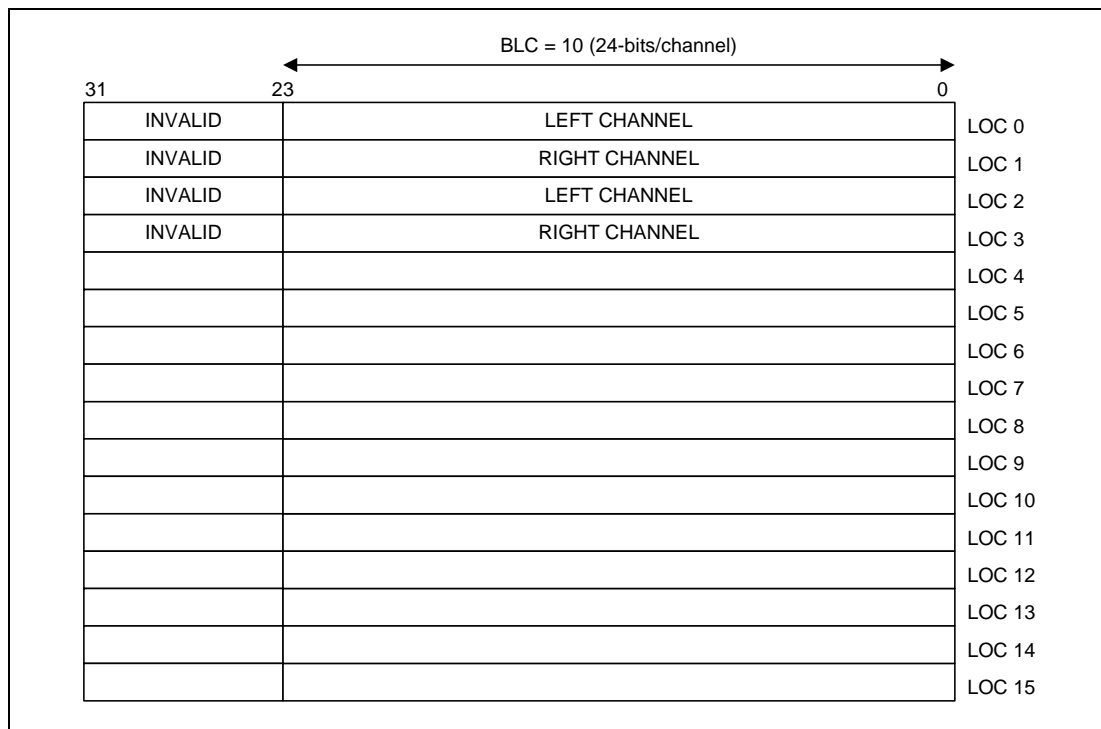 BLC = 10 (24-bits/channel)
31 23 0
INVALID LEFT CHANNEL LOC 0
INVALID RIGHT CHANNEL LOC 1
INVALID LEFT CHANNEL LOC 2
INVALID RIGHT CHANNEL LOC 3
LOC 4
LOC 5
LOC 6
LOC 7
LOC 8
LOC 9
LOC 10
LOC 11
LOC 12
LOC 13
LOC 14
LOC 15